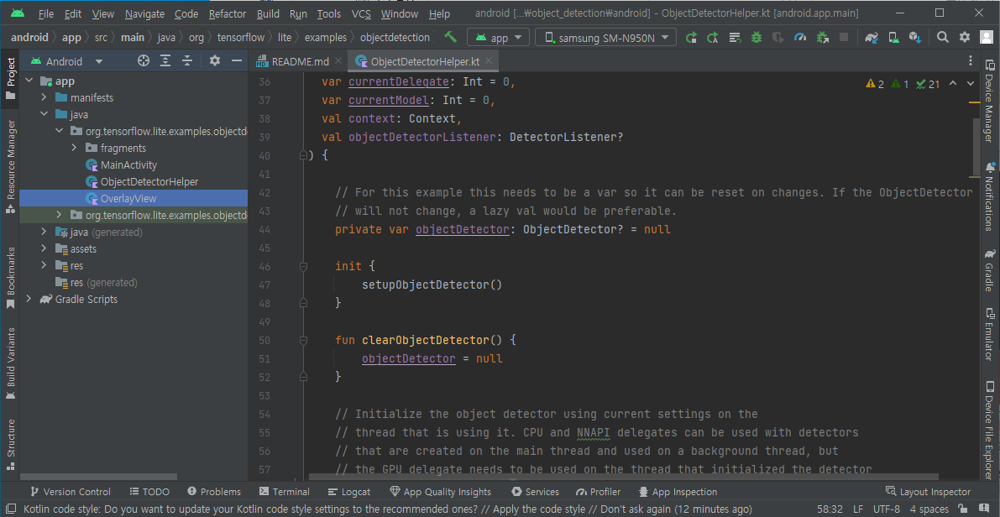 File Edit View Navigate Code Refactor Build Run Tools VCS Window Help android [...₩object_detection₩android] - ObjectDetectorHelper.kt [android.app.main]
android app src main java org tensorflow lite examples objectdetection app samsung SM-N950N
Android README.md ObjectDetectorHelper.kt
Project
Resource Manager
Bookmarks
Build Variants
Structure
app
manifests
java
org.tensorflow.lite.examples.objectd
fragments
MainActivity
ObjectDetectorHelper
OverlayView
org.tensorflow.lite.examples.objectd
java (generated)
assets
res
res (generated)
Gradle Scripts
2 1 21
36 var currentDelegate: Int = 0,
37 var currentModel: Int = 0,
38 val context: Context,
39 val objectDetectorListener: DetectorListener?
40 ) {
41
42 // For this example this needs to be a var so it can be reset on changes. If the ObjectDetector
43 // will not change, a lazy val would be preferable.
44 private var objectDetector: ObjectDetector? = null
45
46 init {
47 setupObjectDetector()
48 }
49
50 fun clearObjectDetector() {
51 objectDetector = null
52 }
53
54 // Initialize the object detector using current settings on the
55 // thread that is using it. CPU and NNAPI delegates can be used with detectors
56 // that are created on the main thread and used on a background thread, but
57 // the GPU delegate needs to be used on the thread that initialized the detector
Device Manager
Notifications
Gradle
Emulator
Device File Explorer
Version Control TODO Problems Terminal Logcat App Quality Insights Services Profiler App Inspection Layout Inspector
Kotlin code style: Do you want to update your Kotlin code style settings to the recommended ones? // Apply the code style // Don't ask again (12 minutes ago) 58:32 LF UTF-8 4 spaces